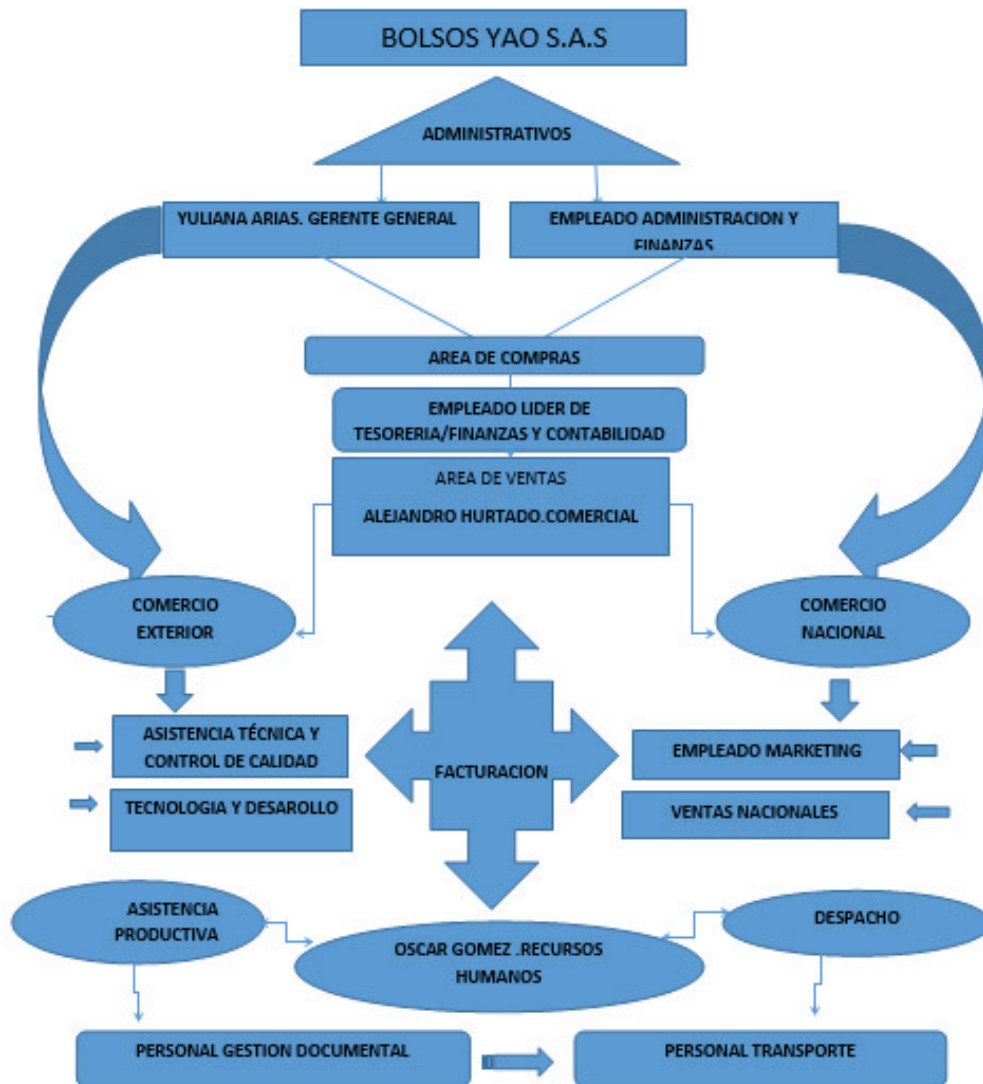 BOLSOS YAO S.A.S
ADMINISTRATIVOS
YULIANA ARIAS. GERENTE GENERAL
EMPLEADO ADMINISTRACION Y
FINANZAS
AREA DE COMPRAS
EMPLEADO LIDER DE
TESORERIA/FINANZAS Y CONTABILIDAD
AREA DE VENTAS
ALEJANDRO HURTADO.COMERCIAL
COMERCIO
EXTERIOR
COMERCIO
NACIONAL
ASISTENCIA TÉCNICA Y
CONTROL DE CALIDAD
FACTURACION
EMPLEADO MARKETING
TECNOLOGIA Y DESAROLLO
VENTAS NACIONALES
ASISTENCIA
PRODUCTIVA
DESPACHO
OSCAR GOMEZ .RECURSOS
HUMANOS
PERSONAL GESTION DOCUMENTAL
PERSONAL TRANSPORTE